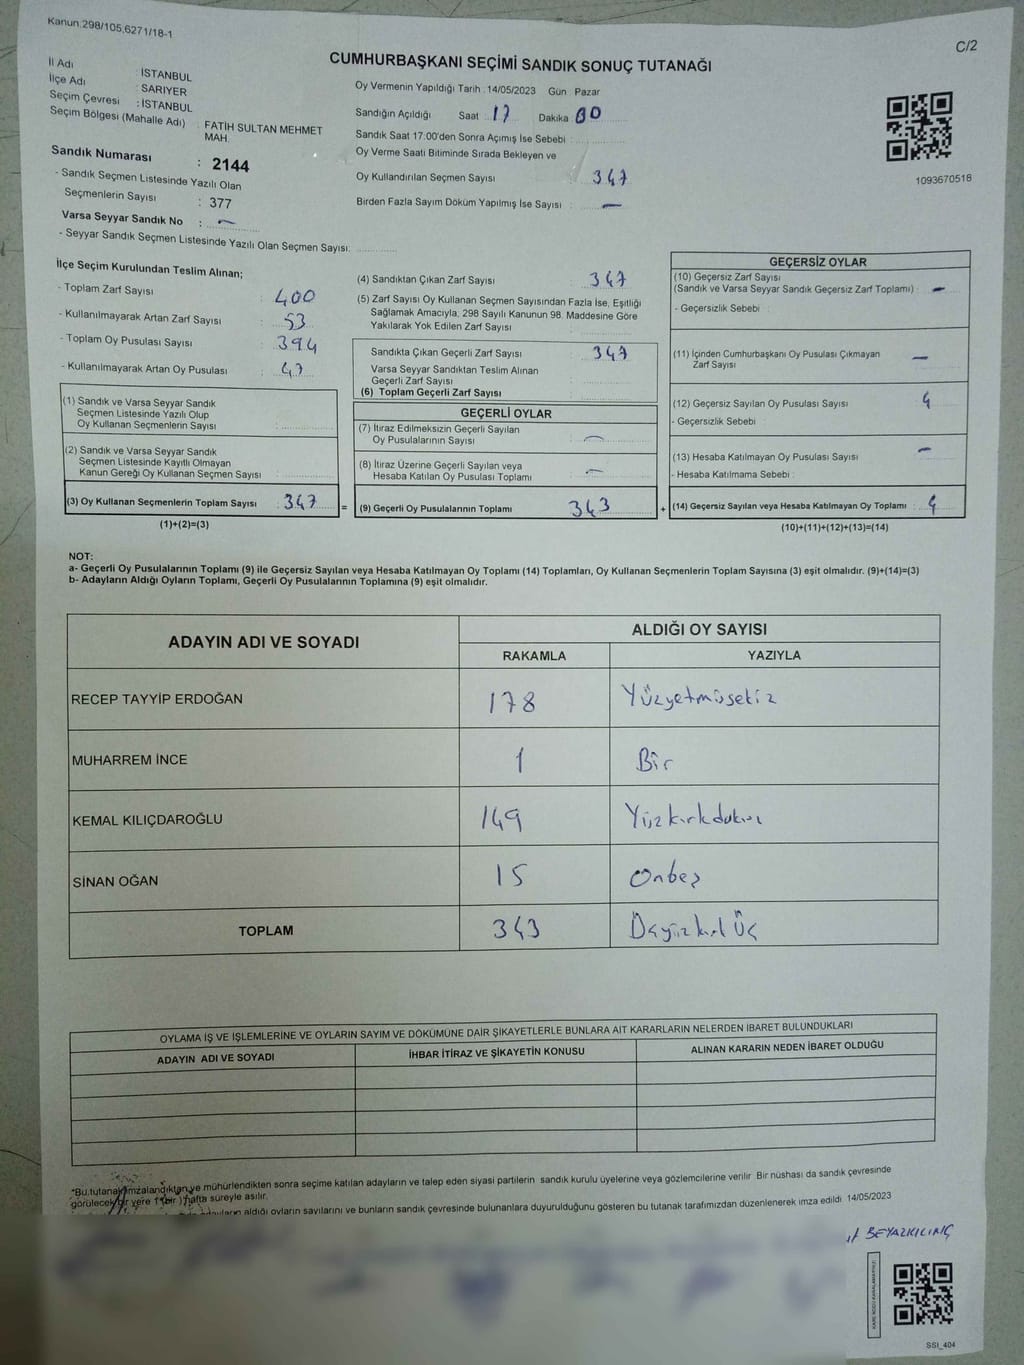 Kanun.298/105,6271/18-1
C/2
CUMHURBAŞKANI SEÇİMİ SANDIK SONUÇ TUTANAĞI
İl Adı : İSTANBUL
İlçe Adı : SARIYER
Seçim Çevresi : İSTANBUL
Seçim Bölgesi (Mahalle Adı) : FATİH SULTAN MEHMET MAH.
Sandık Numarası : 2144
- Sandık Seçmen Listesinde Yazılı Olan
Seçmenlerin Sayısı : 377
Varsa Seyyar Sandık No : -
- Seyyar Sandık Seçmen Listesinde Yazılı Olan Seçmen Sayısı:
Oy Vermenin Yapıldığı Tarih : 14/05/2023 Gün : Pazar
Sandığın Açıldığı Saat : 17 Dakika : 00
Sandık Saat 17:00'den Sonra Açımış İse Sebebi :
Oy Verme Saati Bitiminde Sırada Bekleyen ve
Oy Kullandırılan Seçmen Sayısı : 347
Birden Fazla Sayım Döküm Yapılmış İse Sayısı : -
1093670518
İlçe Seçim Kurulundan Teslim Alınan;
- Toplam Zarf Sayısı : 400
- Kullanılmayarak Artan Zarf Sayısı : 53
- Toplam Oy Pusulası Sayısı : 394
- Kullanılmayarak Artan Oy Pusulası : 47
(1) Sandık ve Varsa Seyyar Sandık
Seçmen Listesinde Yazılı Olup
Oy Kullanan Seçmenlerin Sayısı :
(2) Sandık ve Varsa Seyyar Sandık
Seçmen Listesinde Kayıtlı Olmayan
Kanun Gereği Oy Kullanan Seçmen Sayısı :
(3) Oy Kullanan Seçmenlerin Toplam Sayısı : 347 =
(1)+(2)=(3)
(4) Sandıktan Çıkan Zarf Sayısı : 347
(5) Zarf Sayısı Oy Kullanan Seçmen Sayısından Fazla İse, Eşitliği
Sağlamak Amacıyla, 298 Sayılı Kanunun 98. Maddesine Göre
Yakılarak Yok Edilen Zarf Sayısı :
Sandıkta Çıkan Geçerli Zarf Sayısı : 347
Varsa Seyyar Sandıktan Teslim Alınan
Geçerli Zarf Sayısı :
(6) Toplam Geçerli Zarf Sayısı :
GEÇERLİ OYLAR
(7) İtiraz Edilmeksizin Geçerli Sayılan
Oy Pusulalarının Sayısı : -
(8) İtiraz Üzerine Geçerli Sayılan veya
Hesaba Katılan Oy Pusulası Toplamı : -
(9) Geçerli Oy Pusulalarının Toplamı : 343 +
GEÇERSİZ OYLAR
(10) Geçersiz Zarf Sayısı
(Sandık ve Varsa Seyyar Sandık Geçersiz Zarf Toplamı) : -
- Geçersizlik Sebebi :
(11) İçinden Cumhurbaşkanı Oy Pusulası Çıkmayan
Zarf Sayısı : -
(12) Geçersiz Sayılan Oy Pusulası Sayısı : 4
- Geçersizlik Sebebi :
(13) Hesaba Katılmayan Oy Pusulası Sayısı : -
- Hesaba Katılmama Sebebi :
(14) Geçersiz Sayılan veya Hesaba Katılmayan Oy Toplamı : 4
(10)+(11)+(12)+(13)=(14)
NOT:
a- Geçerli Oy Pusulalarının Toplamı (9) ile Geçersiz Sayılan veya Hesaba Katılmayan Oy Toplamı (14) Toplamları, Oy Kullanan Seçmenlerin Toplam Sayısına (3) eşit olmalıdır. (9)+(14)=(3)
b- Adayların Aldığı Oyların Toplamı, Geçerli Oy Pusulalarının Toplamına (9) eşit olmalıdır.
ADAYIN ADI VE SOYADI ALDIĞI OY SAYISI
RAKAMLA YAZIYLA
RECEP TAYYİP ERDOĞAN 178 Yüzyetmişsekiz
MUHARREM İNCE 1 Bir
KEMAL KILIÇDAROĞLU 149 Yüzkırkdokuz
SİNAN OĞAN 15 Onbeş
TOPLAM 343 Üçyüzkırk Üç
OYLAMA İŞ VE İŞLEMLERİNE VE OYLARIN SAYIM VE DÖKÜMÜNE DAİR ŞİKAYETLERLE BUNLARA AİT KARARLARIN NELERDEN İBARET BULUNDUKLARI
ADAYIN ADI VE SOYADI İHBAR İTİRAZ VE ŞİKAYETİN KONUSU ALINAN KARARIN NEDEN İBARET OLDUĞU
*Bu tutanak imzalandıktan ve mühürlendikten sonra seçime katılan adayların ve talep eden siyasi partilerin sandık kurulu üyelerine veya gözlemcilerine verilir. Bir nüshası da sandık çevresinde
görülecek bir yere 1 (bir) hafta süreyle asılır.
aldığı oyların sayılarını ve bunların sandık çevresinde bulunanlara duyurulduğunu gösteren bu tutanak tarafımızdan düzenlenerek imza edildi. 14/05/2023
BEYAZKILINÇ
SSI_404